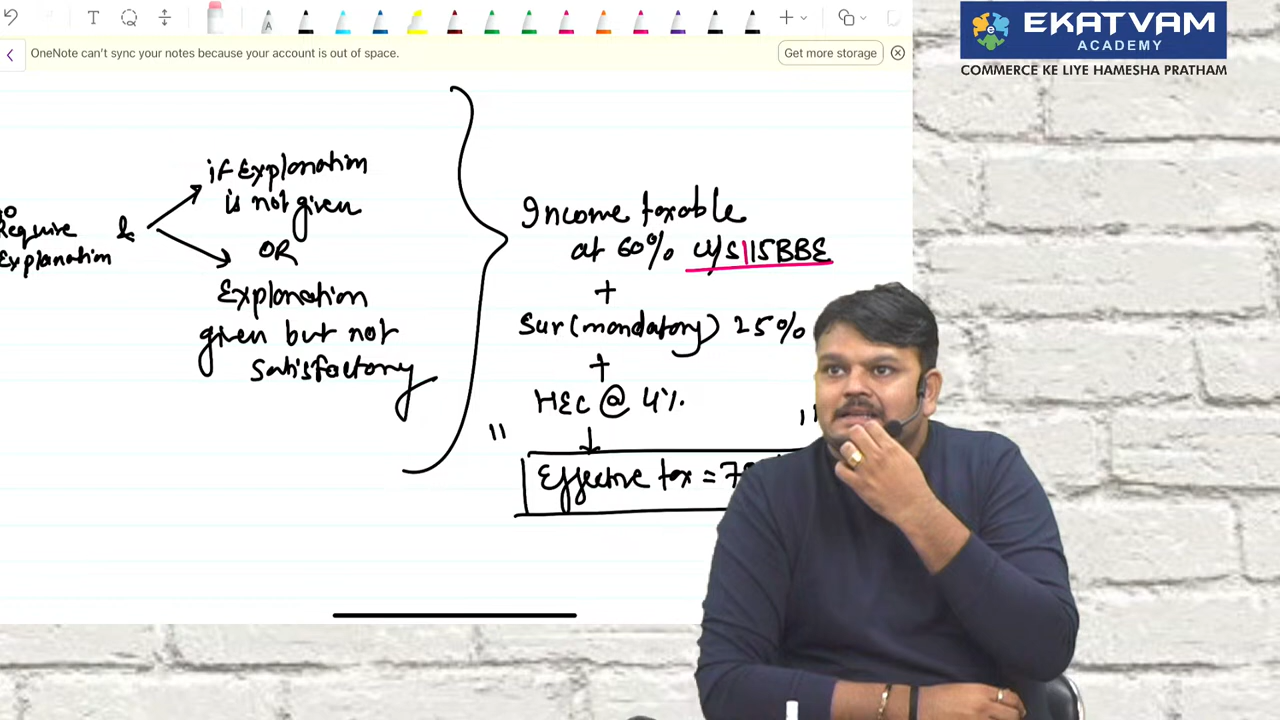 EKATVAM
ACADEMY
COMMERCE KE LIYE HAMESHA PRATHAM
OneNote can't sync your notes because your account is out of space.
Get more storage
Require
Explanation
&
if Explanation
is not given
OR
Explanation
given but not
satisfactory
Income taxable
at 60% u/s 115BBE
+
Sur(mandatory) 25%
+
HEC @ 4%
Effective tax =